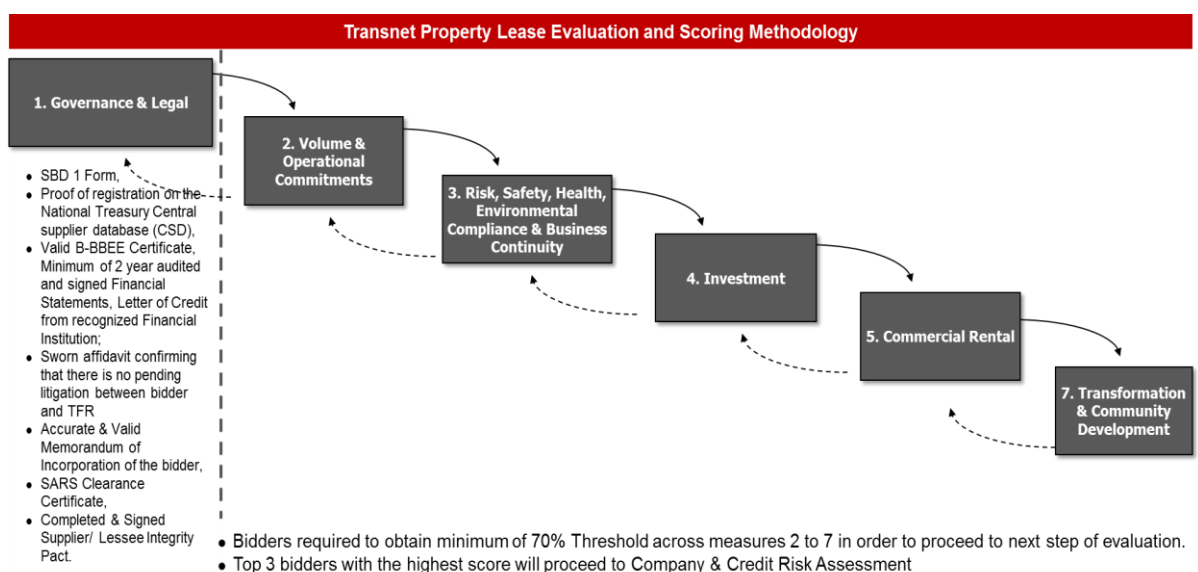 Transnet Property Lease Evaluation and Scoring Methodology
1. Governance & Legal
2. Volume &
Operational
Commitments
3. Risk, Safety, Health,
Environmental
Compliance & Business
Continuity
4. Investment
5. Commercial Rental
7. Transformation
& Community
Development
• SBD 1 Form,
• Proof of registration on the
National Treasury Central
supplier database (CSD),
• Valid B-BBEE Certificate,
Minimum of 2 year audited
and signed Financial
Statements, Letter of Credit
from recognized Financial
Institution;
• Sworn affidavit confirming
that there is no pending
litigation between bidder
and TFR
• Accurate & Valid
Memorandum of
Incorporation of the bidder,
• SARS Clearance
Certificate,
• Completed & Signed
Supplier/ Lessee Integrity
Pact.
• Bidders required to obtain minimum of 70% Threshold across measures 2 to 7 in order to proceed to next step of evaluation.
• Top 3 bidders with the highest score will proceed to Company & Credit Risk Assessment